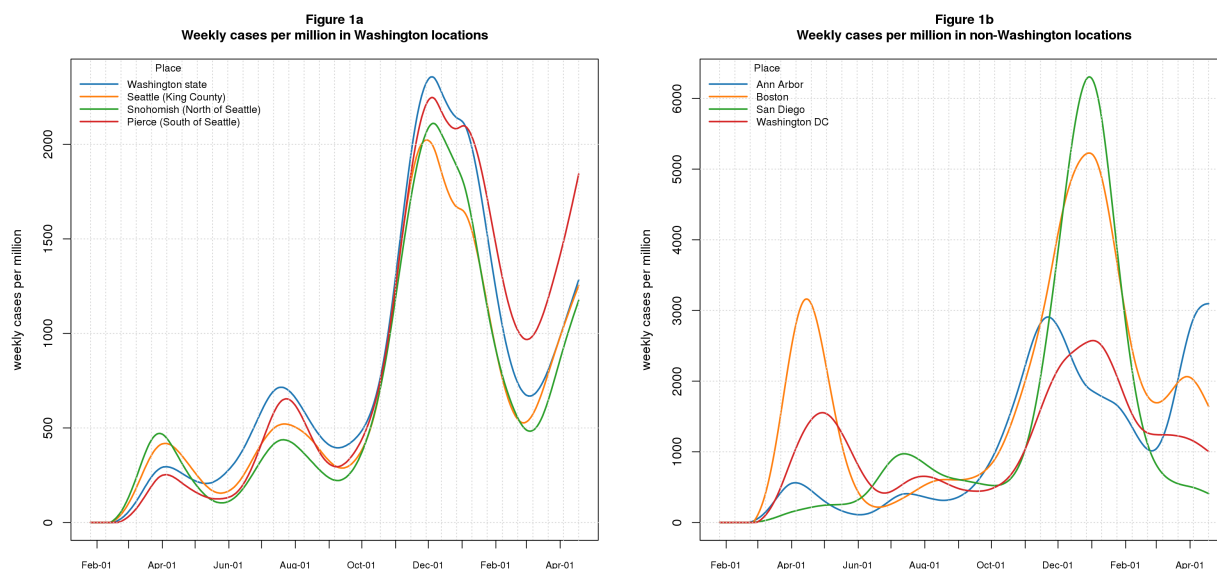 Figure 1a
Weekly cases per million in Washington locations
Place
Washington state
Seattle (King County)
Snohomish (North of Seattle)
Pierce (South of Seattle)
weekly cases per million
2000
1500
1000
500
0
Feb-01 Apr-01 Jun-01 Aug-01 Oct-01 Dec-01 Feb-01 Apr-01
Figure 1b
Weekly cases per million in non-Washington locations
Place
Ann Arbor
Boston
San Diego
Washington DC
weekly cases per million
6000
5000
4000
3000
2000
1000
0
Feb-01 Apr-01 Jun-01 Aug-01 Oct-01 Dec-01 Feb-01 Apr-01